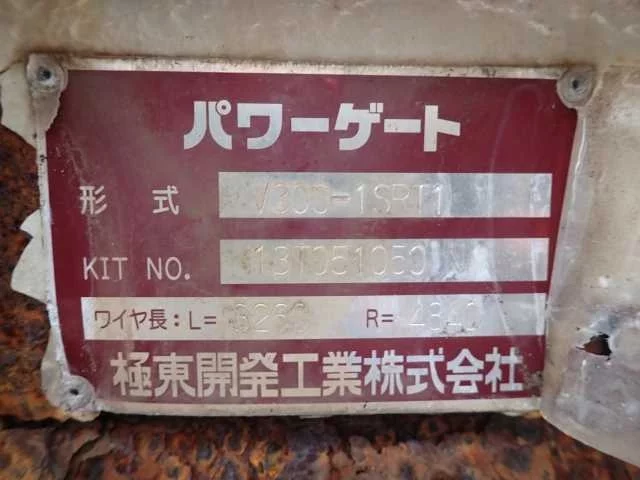 パワーゲート
形式 V300-1SRT1
KIT NO.
ワイヤ長:L= R=
極東開発工業株式会社